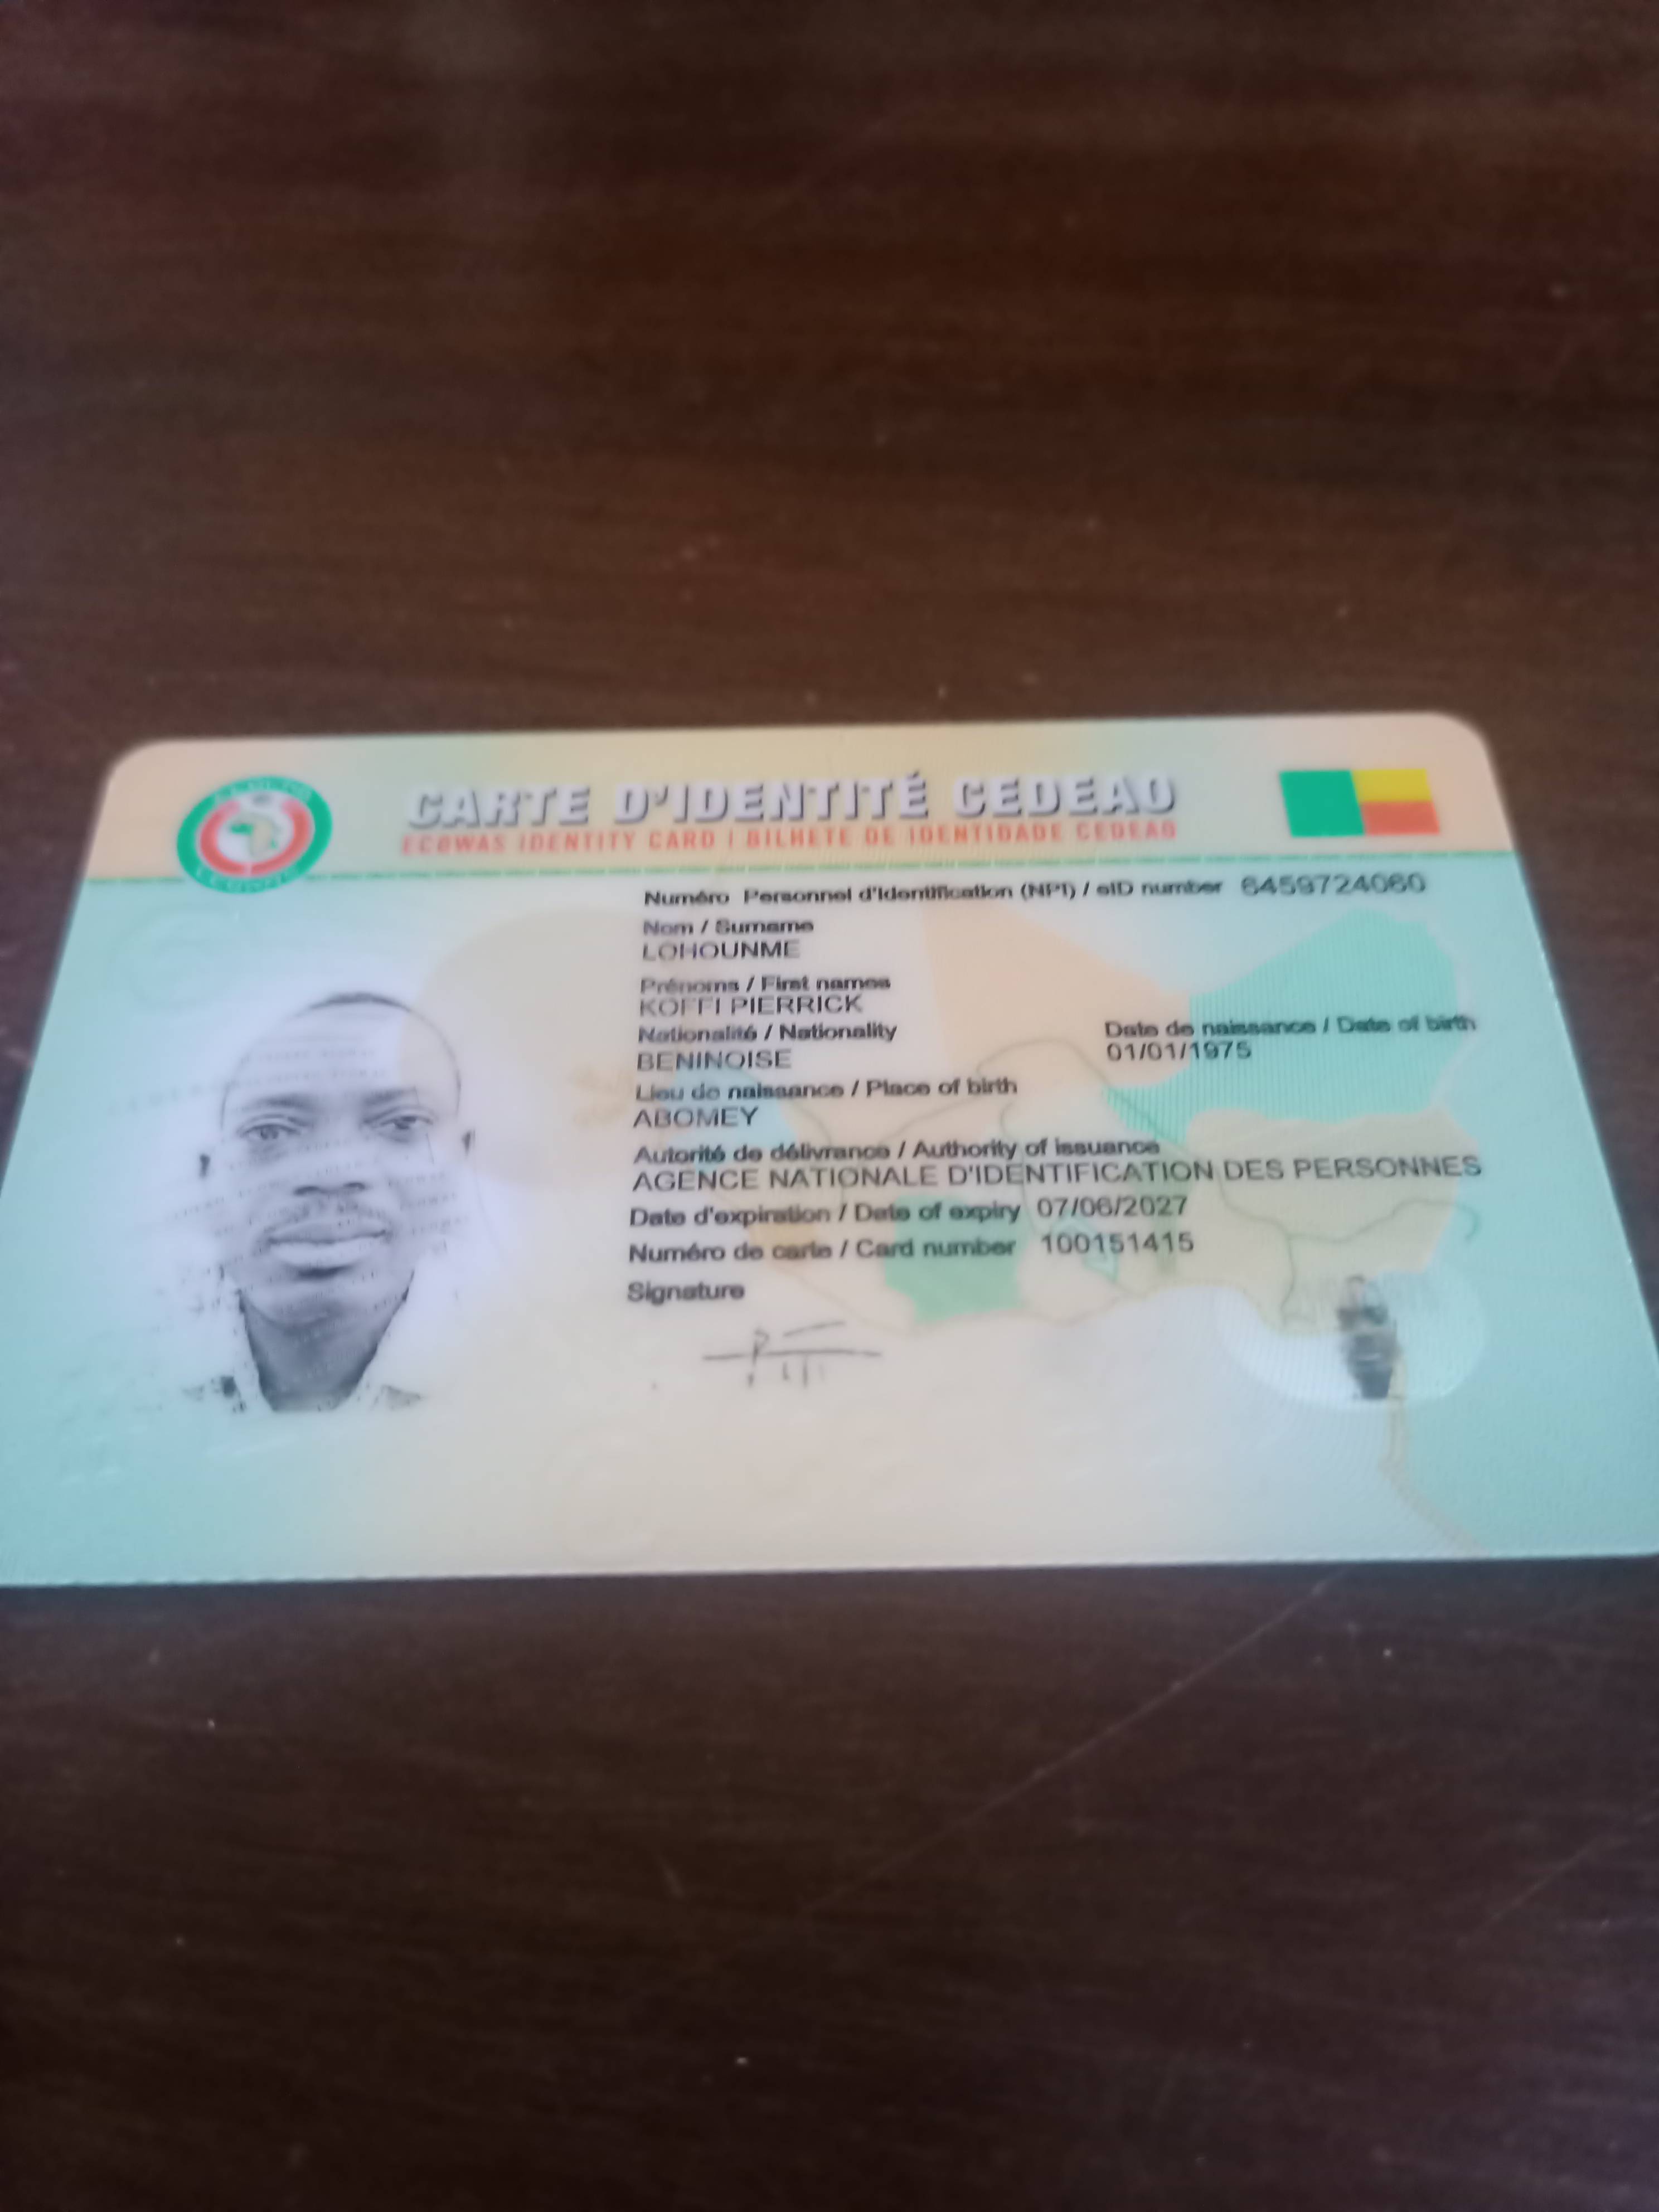 CARTE D'IDENTITÉ CEDEAO
ECOWAS IDENTITY CARD | BILHETE DE IDENTIDADE CEDEAO
Numéro Personnel d'Identification (NPI) / eID number 6459724060
Nom / Surname
LOHOUNME
Prénoms / First names
KOFFI PIERRICK
Nationalité / Nationality
BENINOISE
Date de naissance / Date of birth
01/01/1975
Lieu de naissance / Place of birth
ABOMEY
Autorité de délivrance / Authority of issuance
AGENCE NATIONALE D'IDENTIFICATION DES PERSONNES
Date d'expiration / Date of expiry 07/06/2027
Numéro de carte / Card number 100151415
Signature